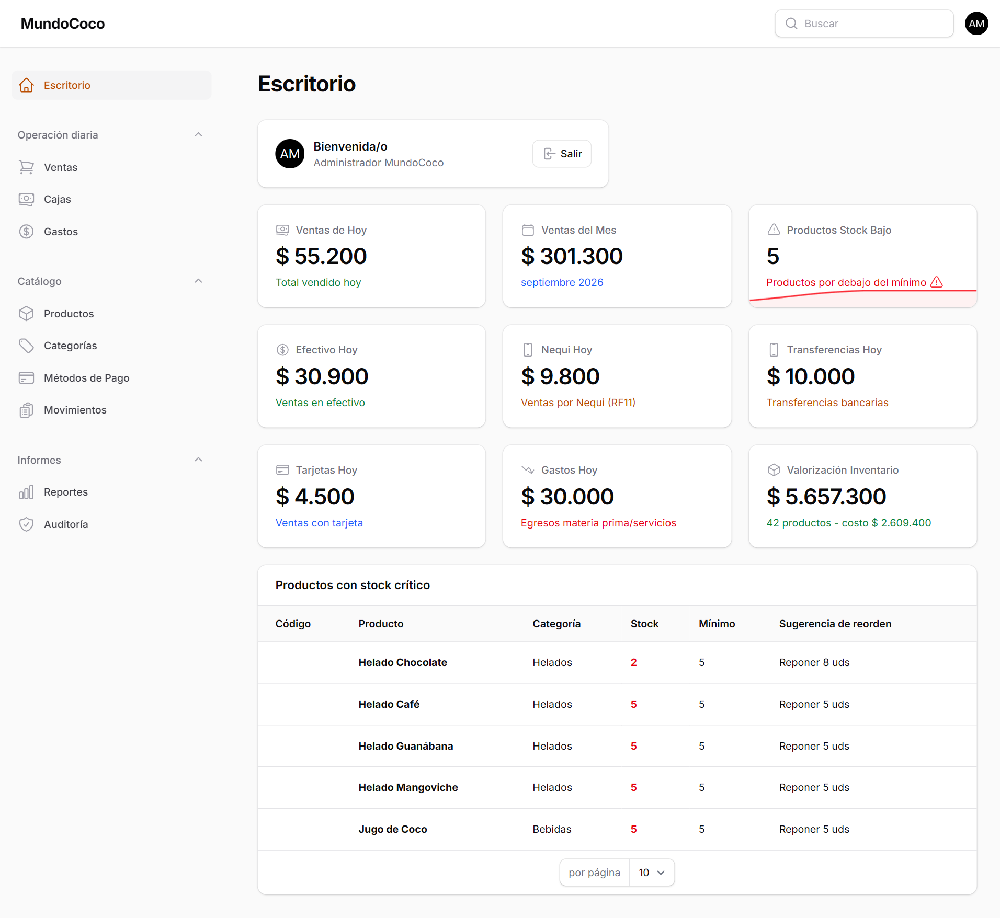 MundoCoco
Buscar
AM
Escritorio
Operación diaria
Ventas
Cajas
Gastos
Catálogo
Productos
Categorías
Métodos de Pago
Movimientos
Informes
Reportes
Auditoría
Escritorio
AM
Bienvenida/o
Administrador MundoCoco
Salir
Ventas de Hoy
$ 55.200
Total vendido hoy
Ventas del Mes
$ 301.300
septiembre 2026
Productos Stock Bajo
5
Productos por debajo del mínimo
Efectivo Hoy
$ 30.900
Ventas en efectivo
Nequi Hoy
$ 9.800
Ventas por Nequi (RF11)
Transferencias Hoy
$ 10.000
Transferencias bancarias
Tarjetas Hoy
$ 4.500
Ventas con tarjeta
Gastos Hoy
$ 30.000
Egresos materia prima/servicios
Valorización Inventario
$ 5.657.300
42 productos - costo $ 2.609.400
Productos con stock crítico
Código Producto Categoría Stock Mínimo Sugerencia de reorden
Helado Chocolate Helados 2 5 Reponer 8 uds
Helado Café Helados 5 5 Reponer 5 uds
Helado Guanábana Helados 5 5 Reponer 5 uds
Helado Mangoviche Helados 5 5 Reponer 5 uds
Jugo de Coco Bebidas 5 5 Reponer 5 uds
por página 10